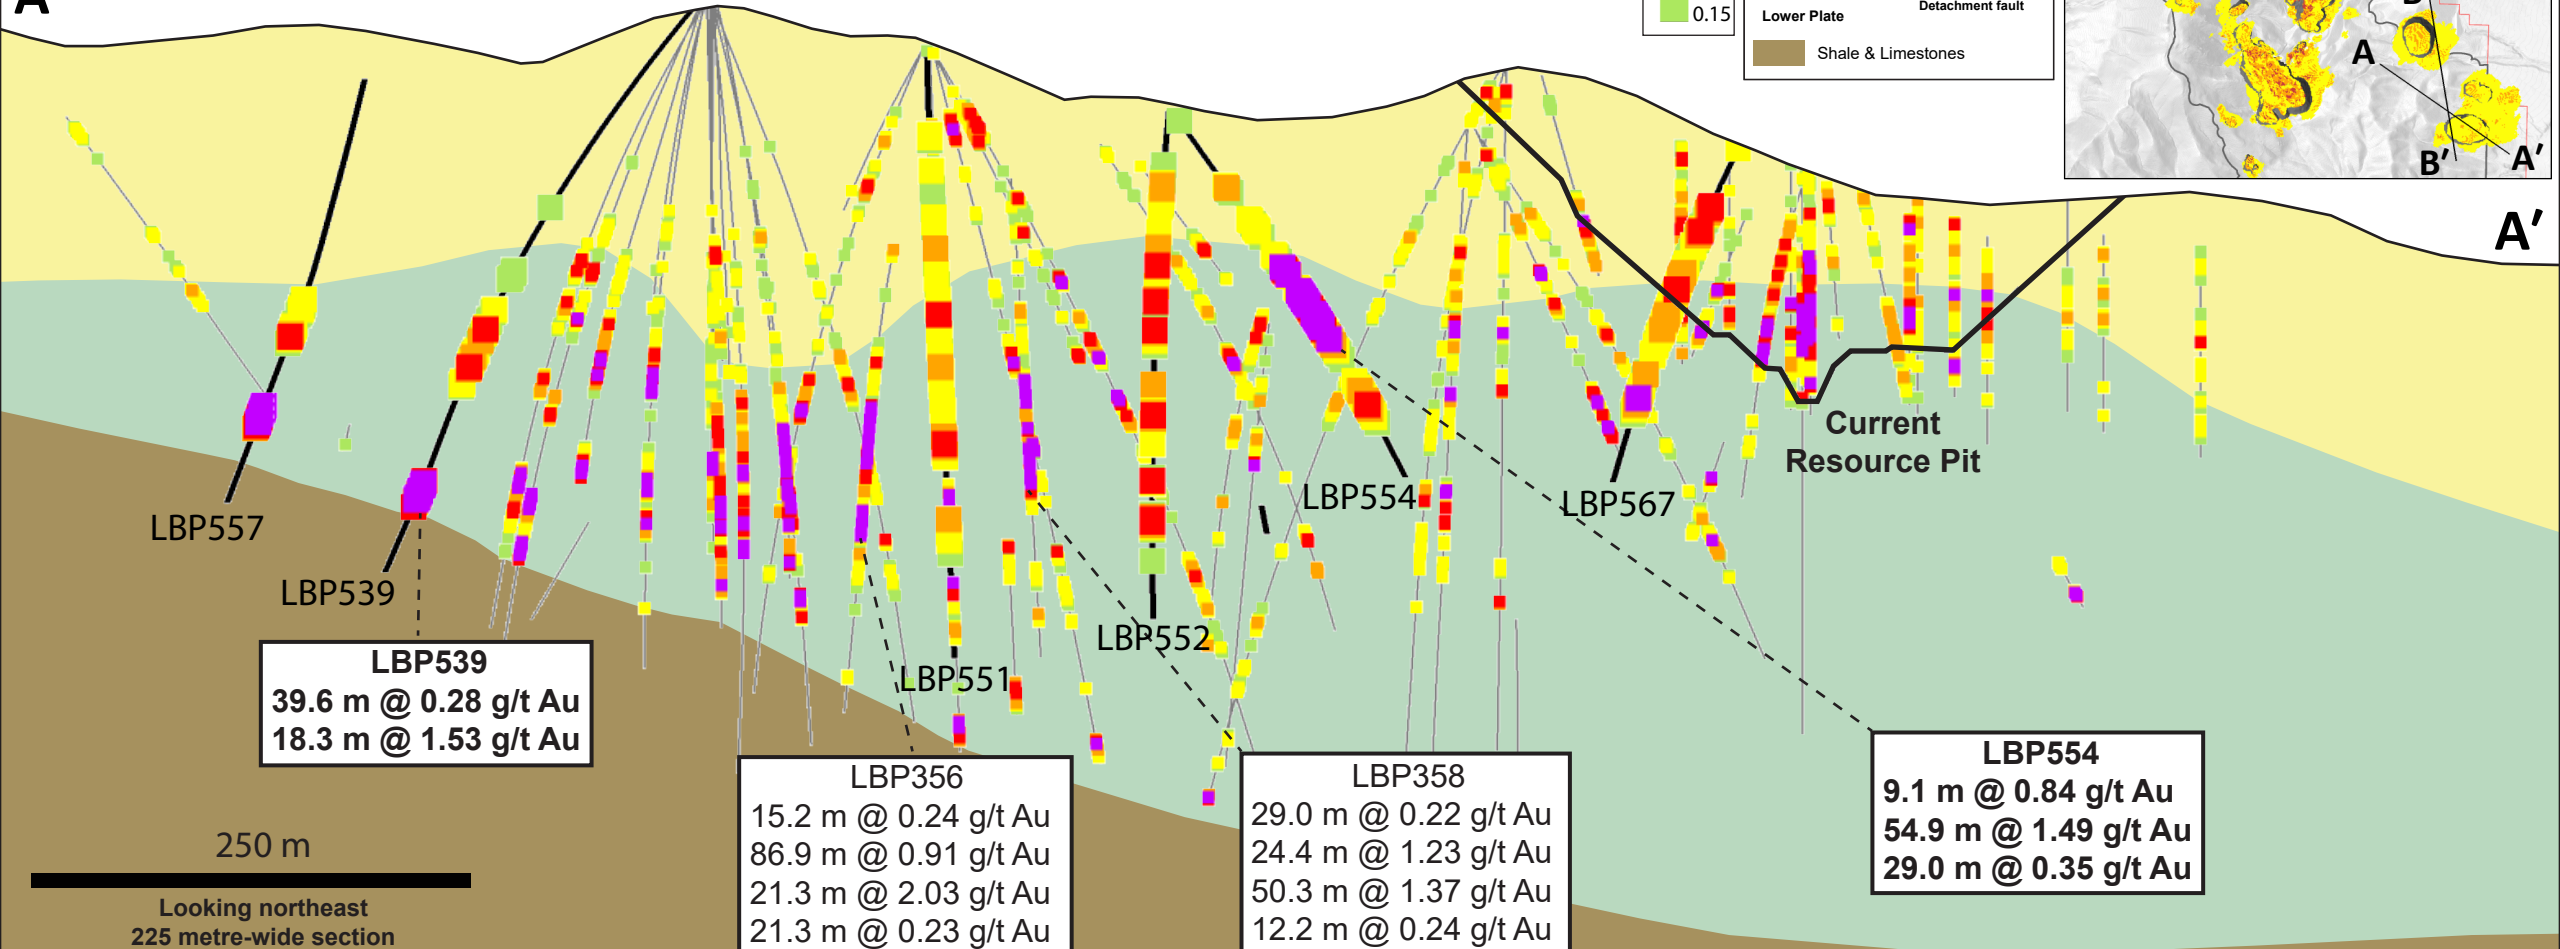 A
0.15
Lower Plate
Detachment fault
Shale & Limestones
A
B′
A′
A′
Current
Resource Pit
LBP557
LBP539
LBP551
LBP552
LBP554
LBP567
LBP539
39.6 m @ 0.28 g/t Au
18.3 m @ 1.53 g/t Au
LBP356
15.2 m @ 0.24 g/t Au
86.9 m @ 0.91 g/t Au
21.3 m @ 2.03 g/t Au
21.3 m @ 0.23 g/t Au
LBP358
29.0 m @ 0.22 g/t Au
24.4 m @ 1.23 g/t Au
50.3 m @ 1.37 g/t Au
12.2 m @ 0.24 g/t Au
LBP554
9.1 m @ 0.84 g/t Au
54.9 m @ 1.49 g/t Au
29.0 m @ 0.35 g/t Au
250 m
Looking northeast
225 metre-wide section